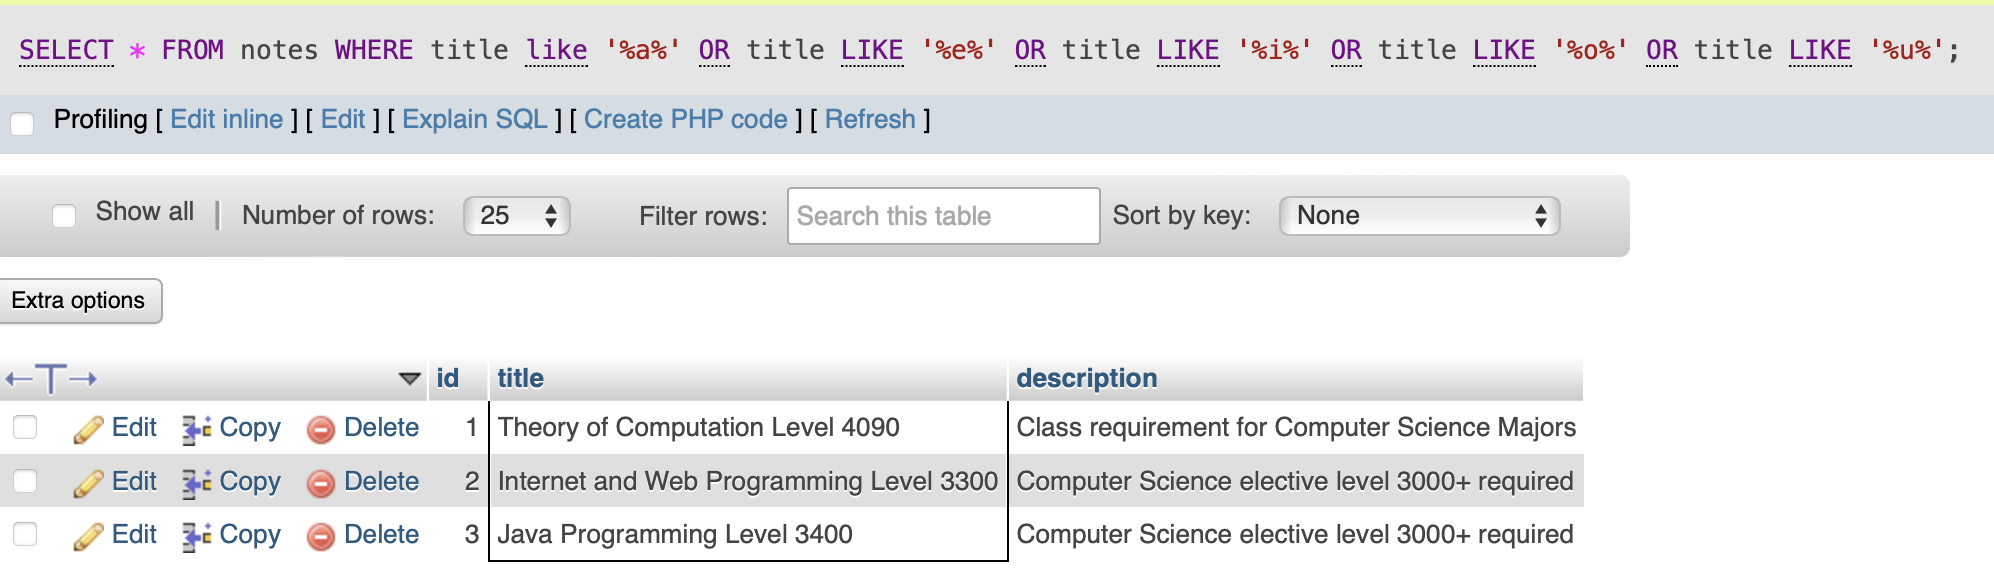 SELECT * FROM notes WHERE title like '%a%' OR title LIKE '%e%' OR title LIKE '%i%' OR title LIKE '%o%' OR title LIKE '%u%';
Profiling [ Edit inline ] [ Edit ] [ Explain SQL ] [ Create PHP code ] [ Refresh ]
Show all | Number of rows: 25 Filter rows: Search this table Sort by key: None
Extra options
←T→ id title description
Edit Copy Delete 1 Theory of Computation Level 4090 Class requirement for Computer Science Majors
Edit Copy Delete 2 Internet and Web Programming Level 3300 Computer Science elective level 3000+ required
Edit Copy Delete 3 Java Programming Level 3400 Computer Science elective level 3000+ required